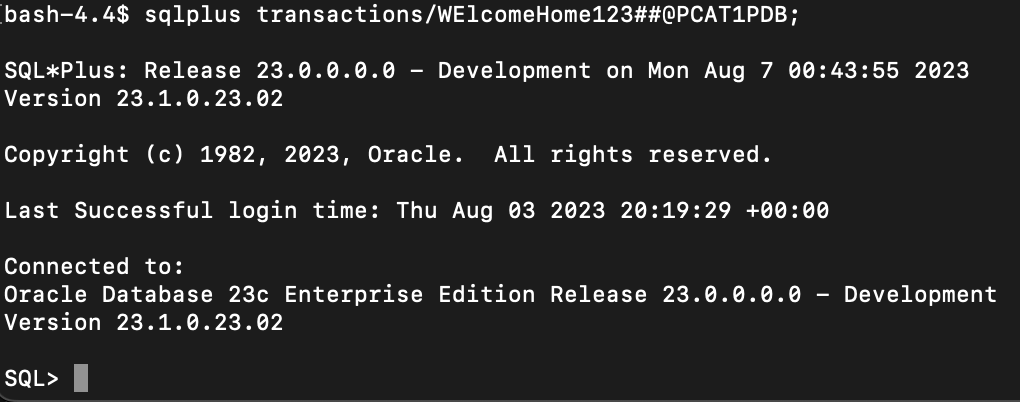 [bash-4.4$ sqlplus transactions/WElcomeHome123##@PCAT1PDB;
SQL*Plus: Release 23.0.0.0.0 – Development on Mon Aug 7 00:43:55 2023
Version 23.1.0.23.02
Copyright (c) 1982, 2023, Oracle.  All rights reserved.
Last Successful login time: Thu Aug 03 2023 20:19:29 +00:00
Connected to:
Oracle Database 23c Enterprise Edition Release 23.0.0.0.0 – Development
Version 23.1.0.23.02
SQL>